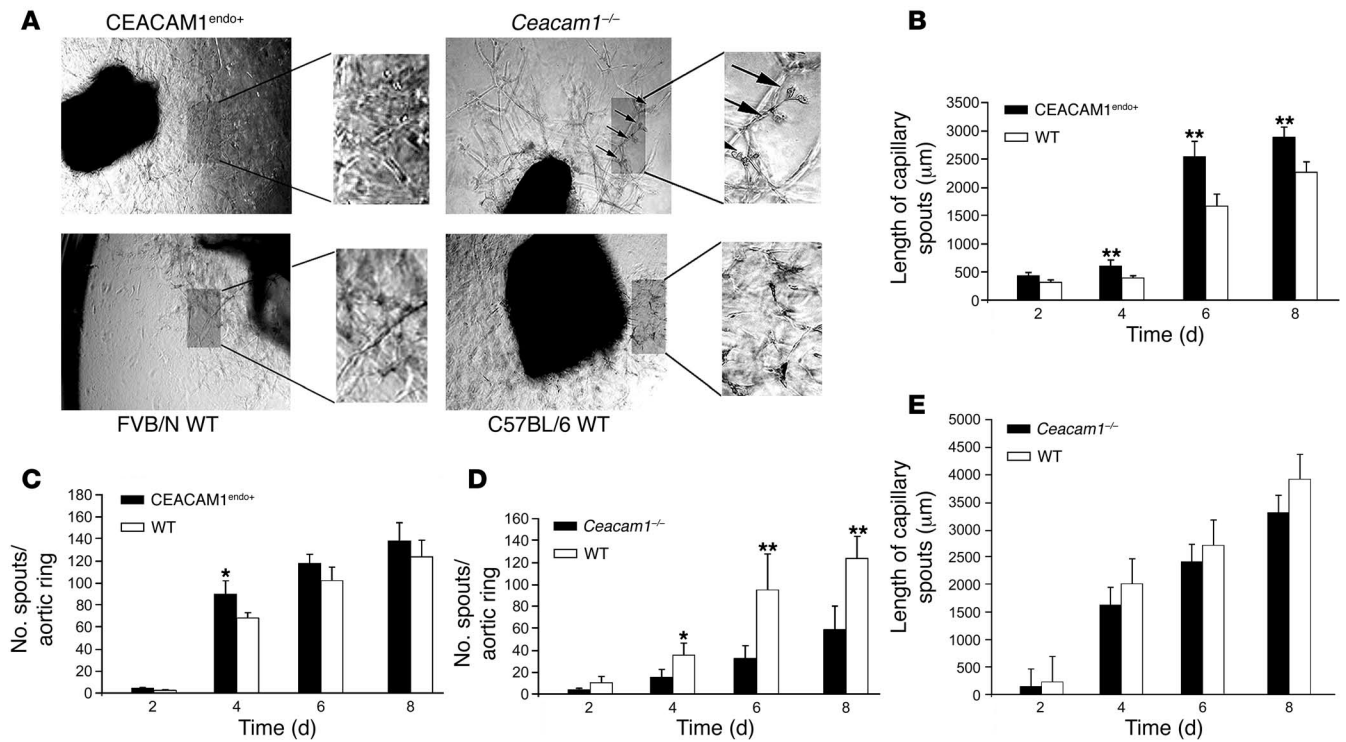 A
CEACAM1endo+
Ceacam1–/–
FVB/N WT
C57BL/6 WT
B
Length of capillary
spouts (µm)
3500
3000
2500
2000
1500
1000
500
0
CEACAM1endo+
WT
**
**
**
2 4 6 8
Time (d)
C
No. spouts/
aortic ring
180
160
140
120
100
80
60
40
20
0
CEACAM1endo+
WT
*
2 4 6 8
Time (d)
D
No. spouts/
aortic ring
160
140
120
100
80
60
40
20
0
Ceacam1–/–
WT
*
**
**
2 4 6 8
Time (d)
E
Length of capillary
spouts (µm)
5000
4500
4000
3500
3000
2500
2000
1500
1000
500
0
Ceacam1–/–
WT
2 4 6 8
Time (d)